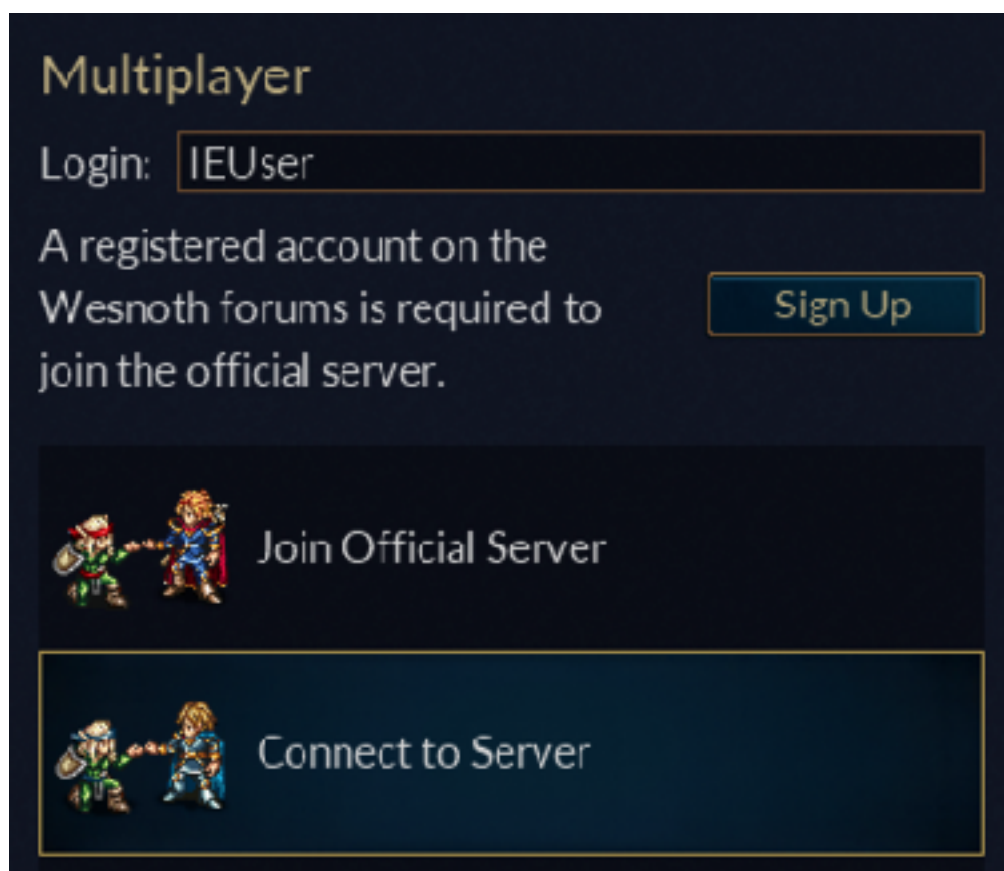 Multiplayer
Login: IEUser
A registered account on the
Wesnoth forums is required to
join the official server.
Sign Up
Join Official Server
Connect to Server